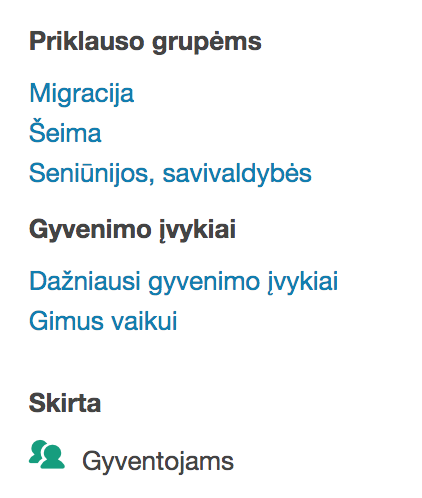 Priklauso grupėms
Migracija
Šeima
Seniūnijos, savivaldybės
Gyvenimo įvykiai
Dažniausi gyvenimo įvykiai
Gimus vaikui
Skirta
Gyventojams